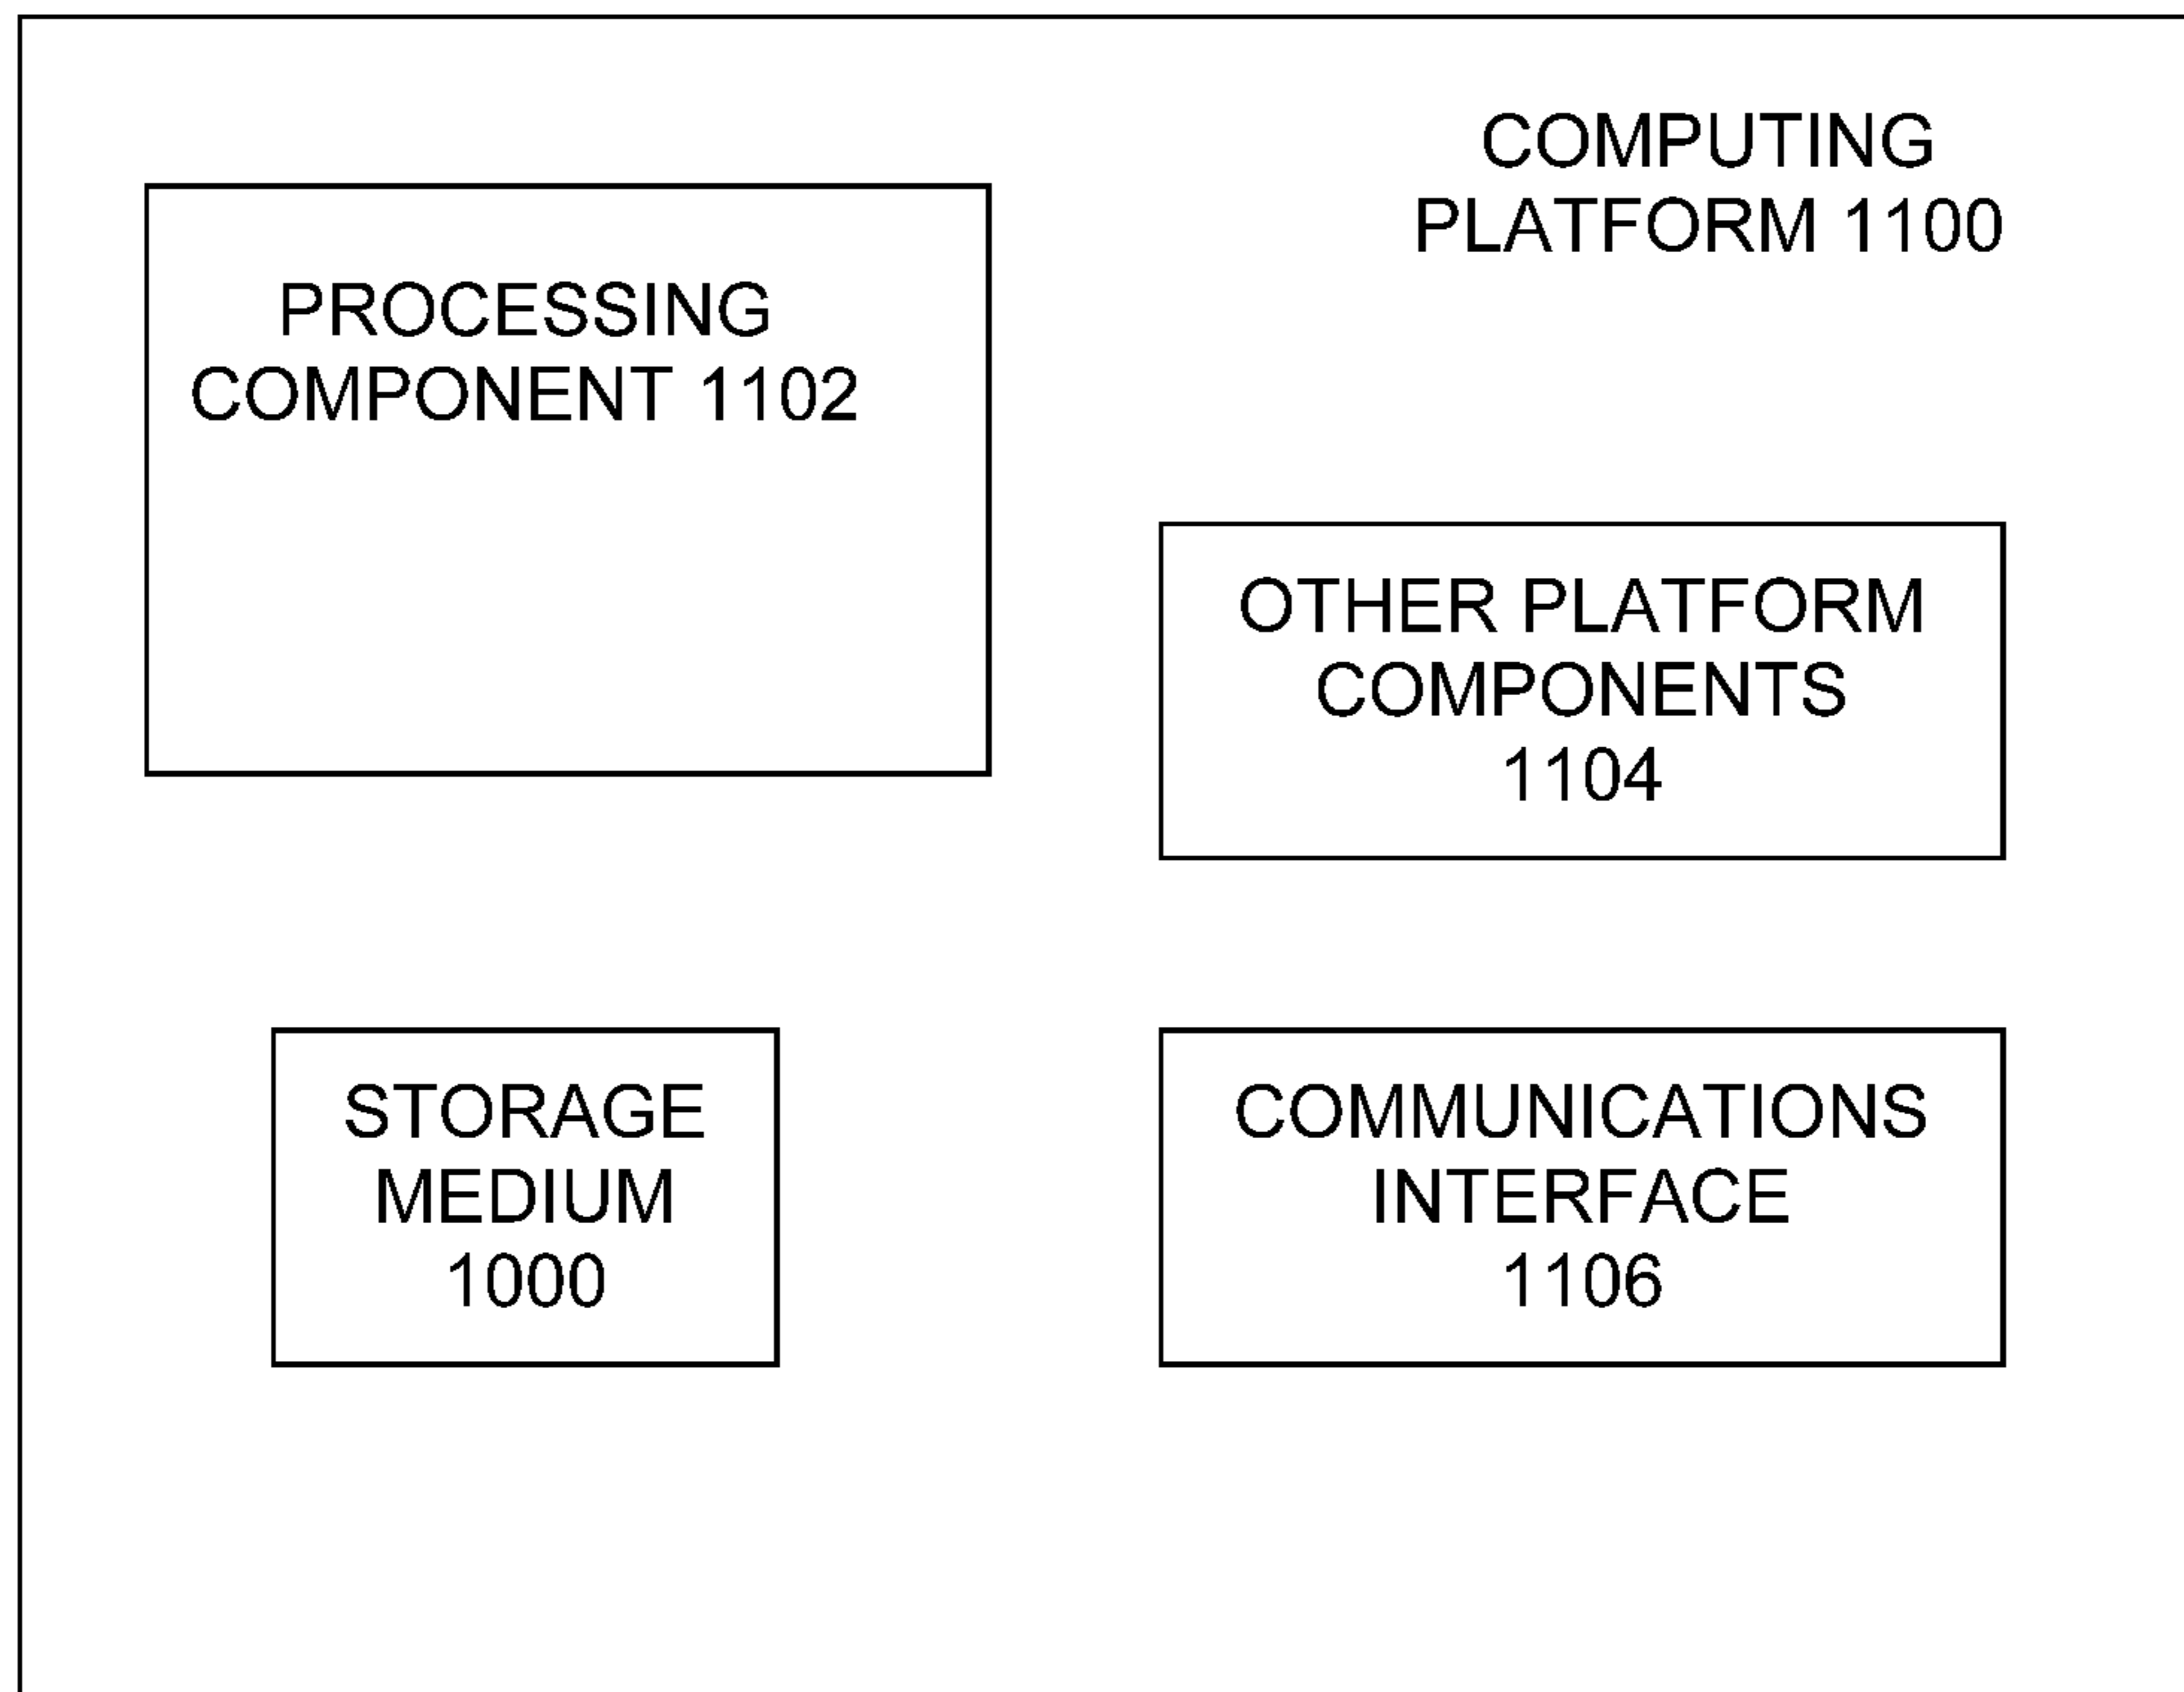 COMPUTING
PLATFORM 1100
PROCESSING
COMPONENT 1102
OTHER PLATFORM
COMPONENTS
1104
STORAGE
MEDIUM
1000
COMMUNICATIONS
INTERFACE
1106